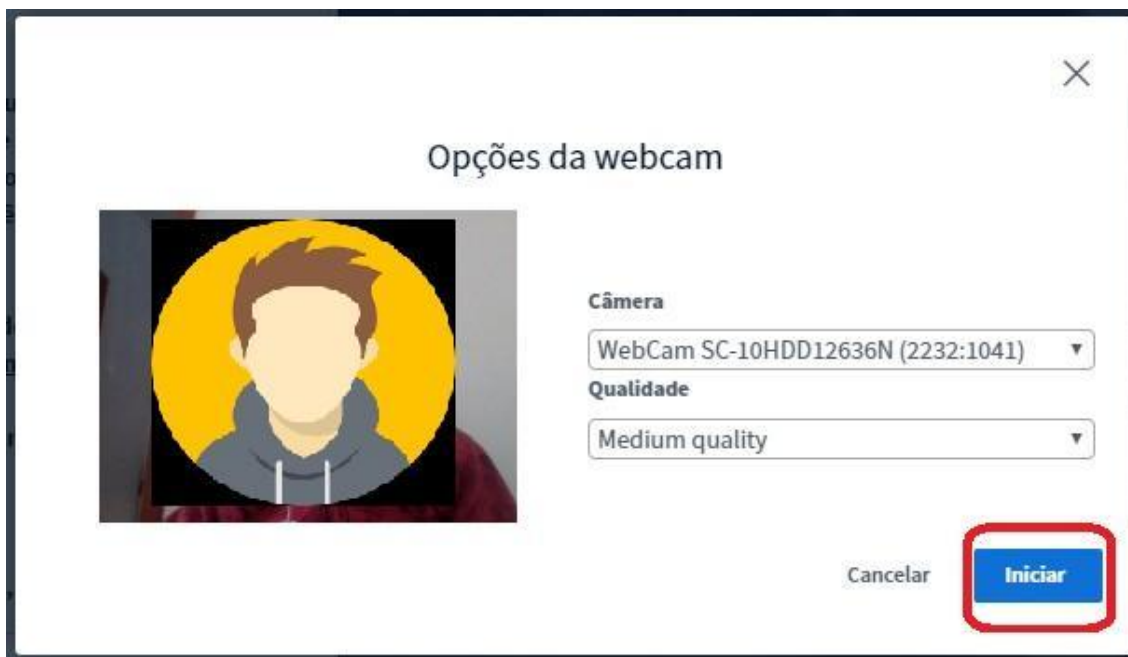 Opções da webcam
Câmera
WebCam SC-10HDD12636N (2232:1041)
Qualidade
Medium quality
Cancelar
Iniciar